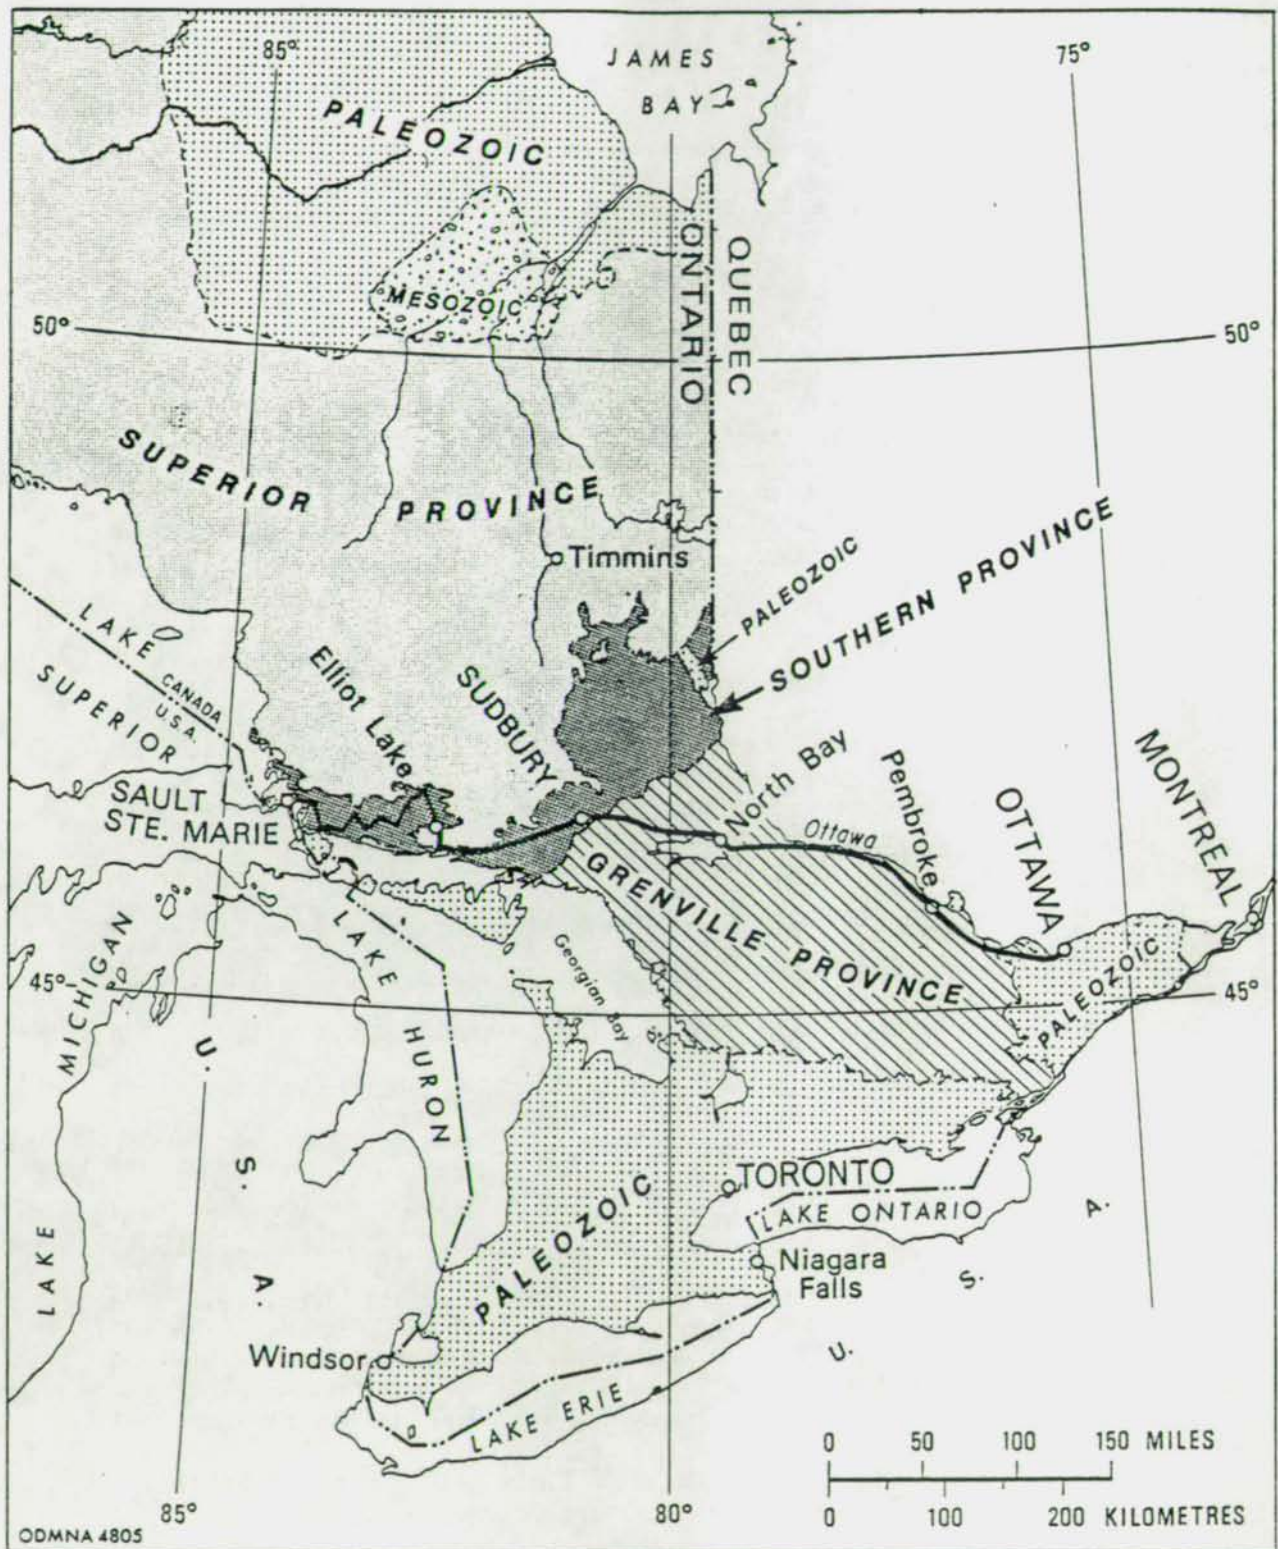 85°
75°
JAMES
BAY
PALEOZOIC
MESOZOIC
ONTARIO
QUEBEC
50°
50°
SUPERIOR PROVINCE
Timmins
PALEOZOIC
SOUTHERN PROVINCE
LAKE
SUPERIOR
CANADA
U.S.A.
Elliot Lake
SUDBURY
North Bay
Pembroke
OTTAWA
MONTREAL
SAULT
STE. MARIE
Ottawa
GRENVILLE PROVINCE
PALEOZOIC
LAKE
HURON
Georgian Bay
45°
45°
LAKE MICHIGAN
U. S. A.
TORONTO
LAKE ONTARIO
PALEOZOIC
Niagara
Falls
U. S. A.
Windsor
LAKE ERIE
0 50 100 150 MILES
0 100 200 KILOMETRES
85°
80°
ODMNA 4805